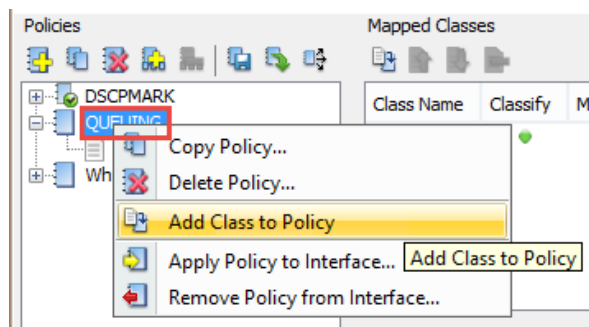 Policies
Mapped Classes
DSCPMARK
QUEUING
Wh
Class Name Classify M
Copy Policy...
Delete Policy...
Add Class to Policy
Apply Policy to Interface...
Add Class to Policy
Remove Policy from Interface...